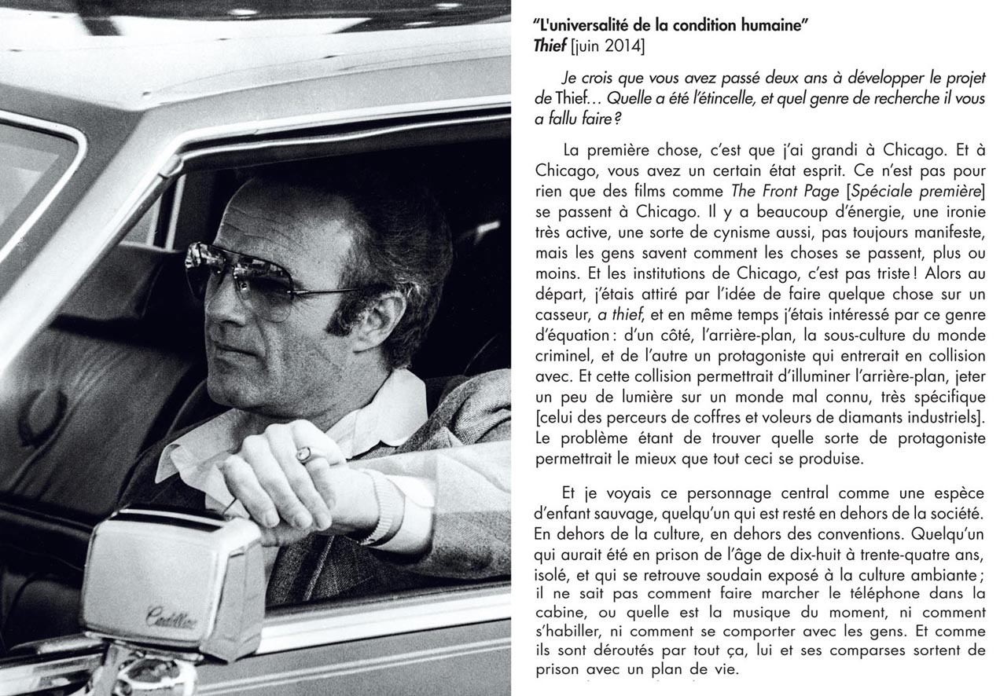 “L'universalité de la condition humaine”
Thief [juin 2014]
Je crois que vous avez passé deux ans à développer le projet
de Thief… Quelle a été l’étincelle, et quel genre de recherche il vous
a fallu faire ?
La première chose, c’est que j’ai grandi à Chicago. Et à
Chicago, vous avez un certain état esprit. Ce n’est pas pour
rien que des films comme The Front Page [Spéciale première]
se passent à Chicago. Il y a beaucoup d’énergie, une ironie
très active, une sorte de cynisme aussi, pas toujours manifeste,
mais les gens savent comment les choses se passent, plus ou
moins. Et les institutions de Chicago, c’est pas triste ! Alors au
départ, j’étais attiré par l’idée de faire quelque chose sur un
casseur, a thief, et en même temps j’étais intéressé par ce genre
d’équation : d’un côté, l’arrière-plan, la sous-culture du monde
criminel, et de l’autre un protagoniste qui entrerait en collision
avec. Et cette collision permettrait d’illuminer l’arrière-plan, jeter
un peu de lumière sur un monde mal connu, très spécifique
[celui des perceurs de coffres et voleurs de diamants industriels].
Le problème étant de trouver quelle sorte de protagoniste
permettrait le mieux que tout ceci se produise.
Et je voyais ce personnage central comme une espèce
d’enfant sauvage, quelqu’un qui est resté en dehors de la société.
En dehors de la culture, en dehors des conventions. Quelqu’un
qui aurait été en prison de l’âge de dix-huit à trente-quatre ans,
isolé, et qui se retrouve soudain exposé à la culture ambiante ;
il ne sait pas comment faire marcher le téléphone dans la
cabine, ou quelle est la musique du moment, ni comment
s’habiller, ni comment se comporter avec les gens. Et comme
ils sont déroutés par tout ça, lui et ses comparses sortent de
prison avec un plan de vie.
Cadillac